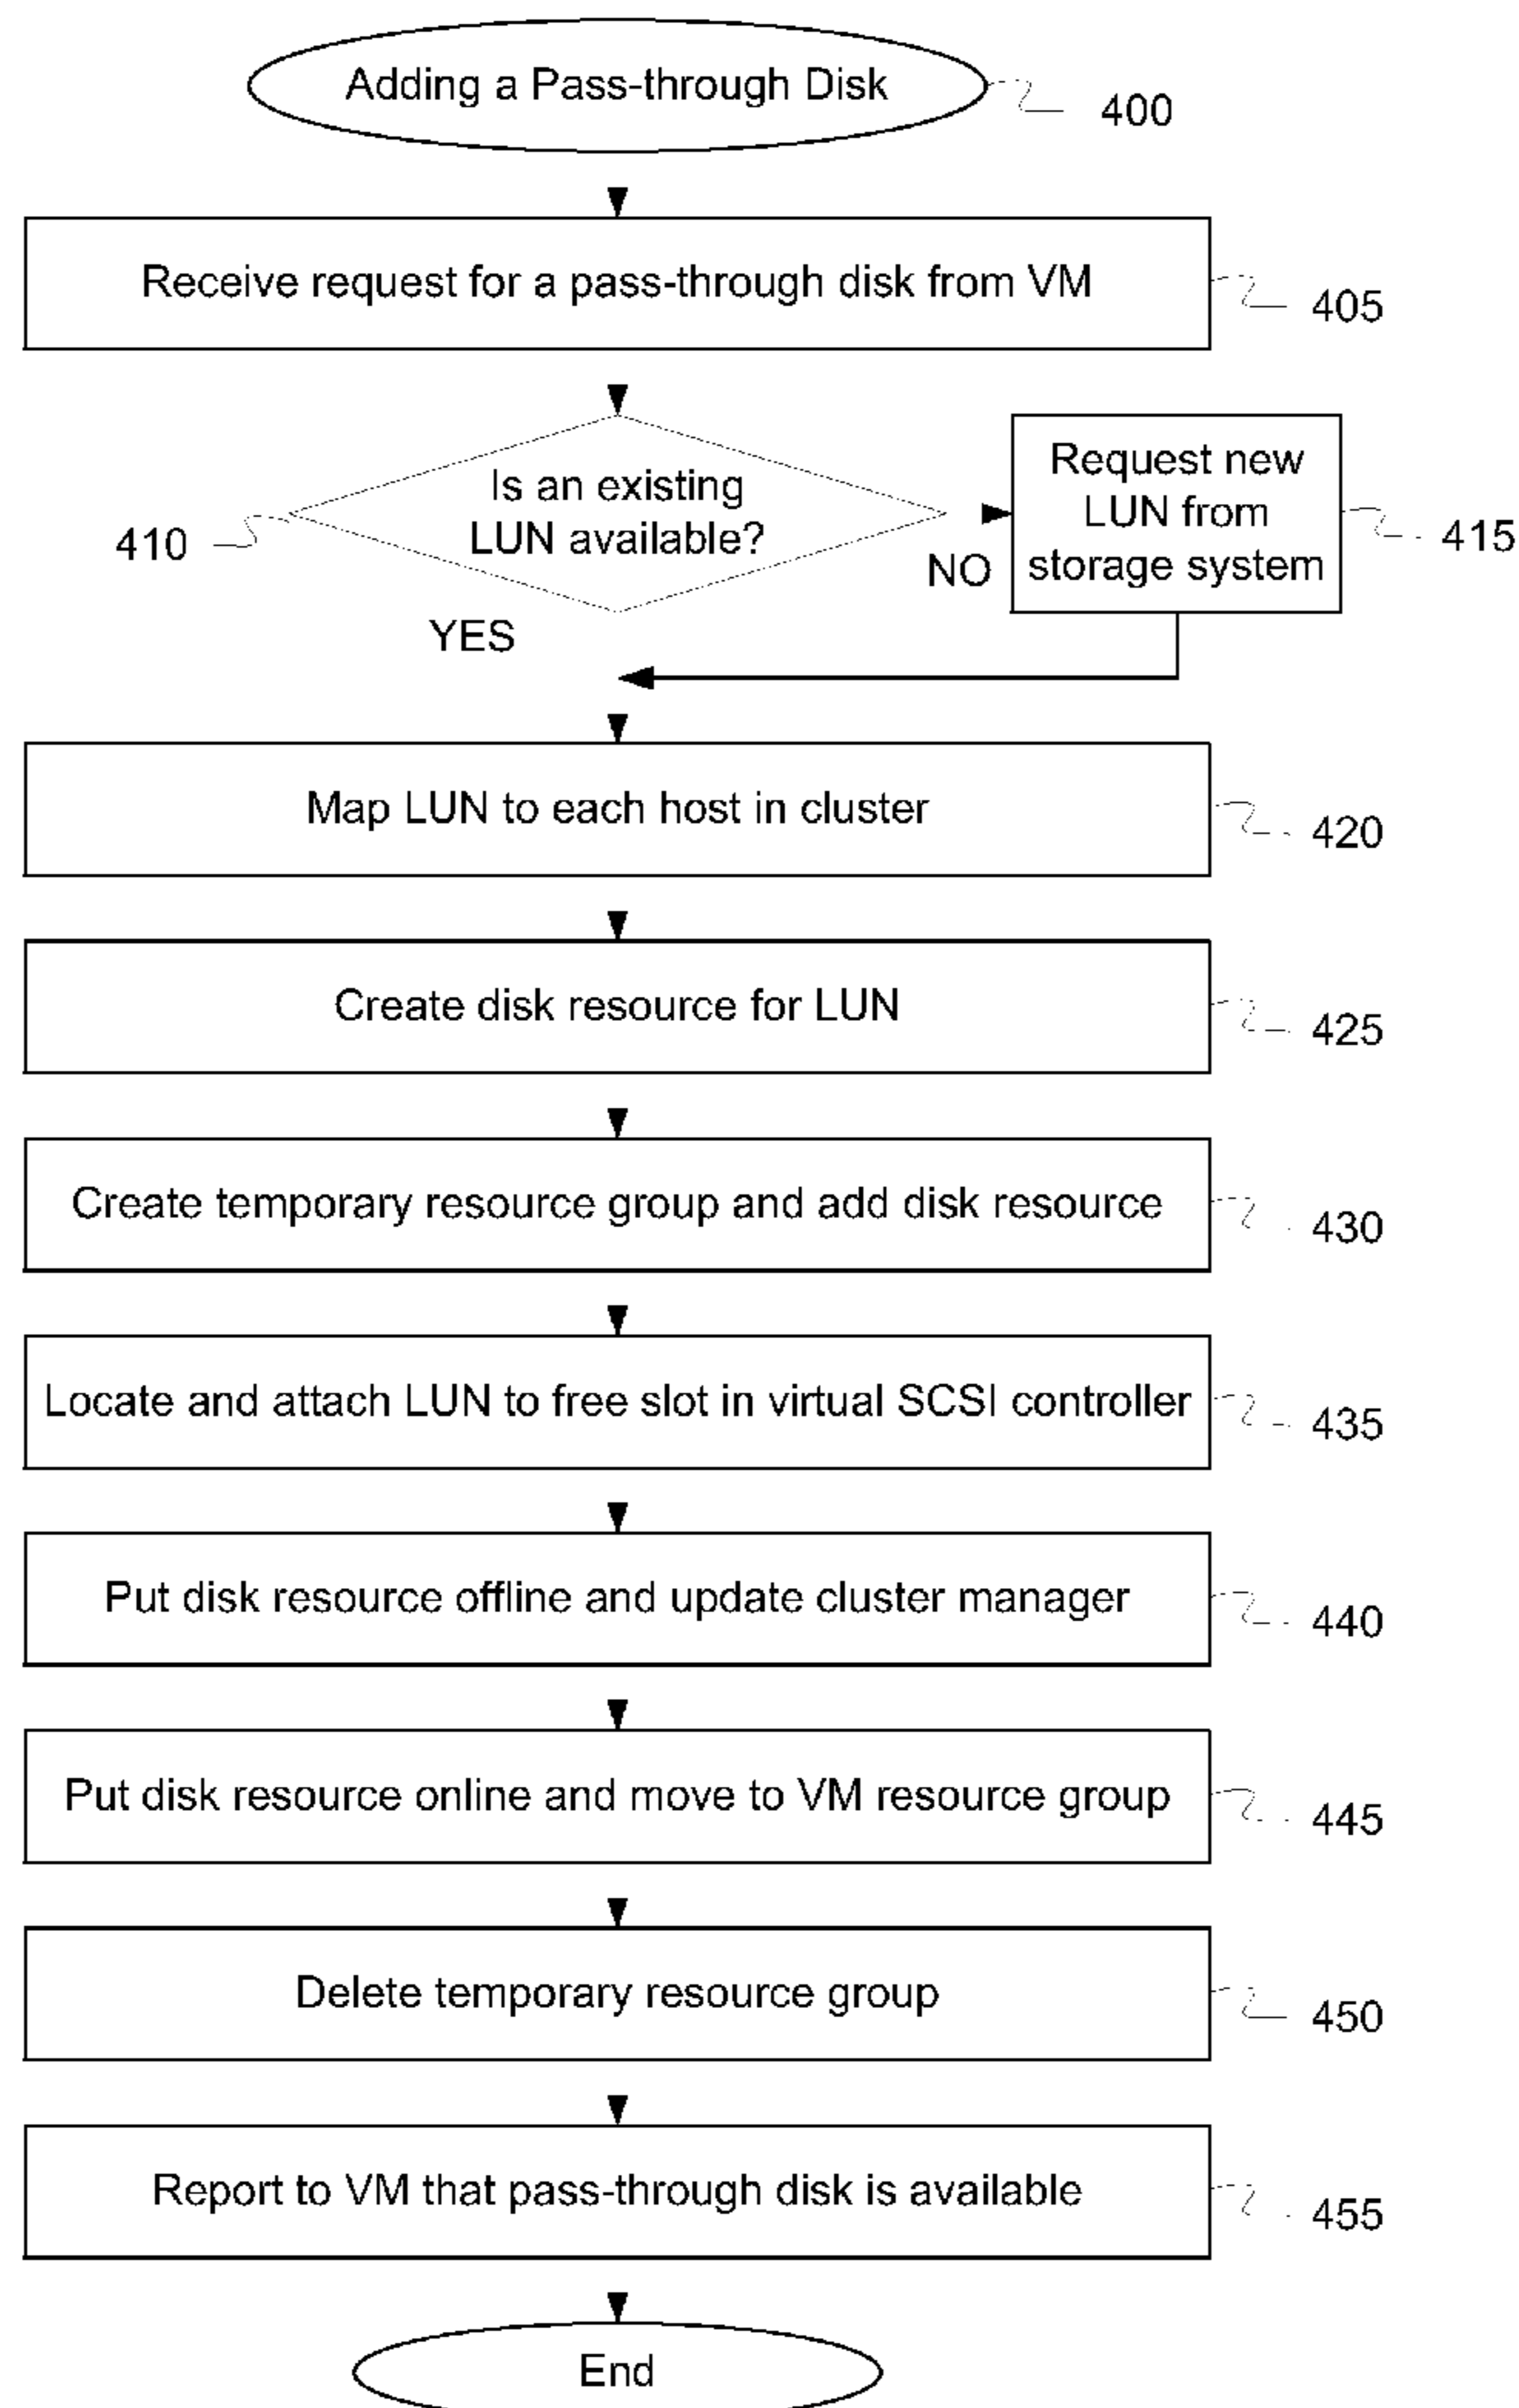 Adding a Pass-through Disk
400
Receive request for a pass-through disk from VM
405
Is an existing
LUN available?
410
NO
YES
Request new
LUN from
storage system
415
Map LUN to each host in cluster
420
Create disk resource for LUN
425
Create temporary resource group and add disk resource
430
Locate and attach LUN to free slot in virtual SCSI controller
435
Put disk resource offline and update cluster manager
440
Put disk resource online and move to VM resource group
445
Delete temporary resource group
450
Report to VM that pass-through disk is available
455
End